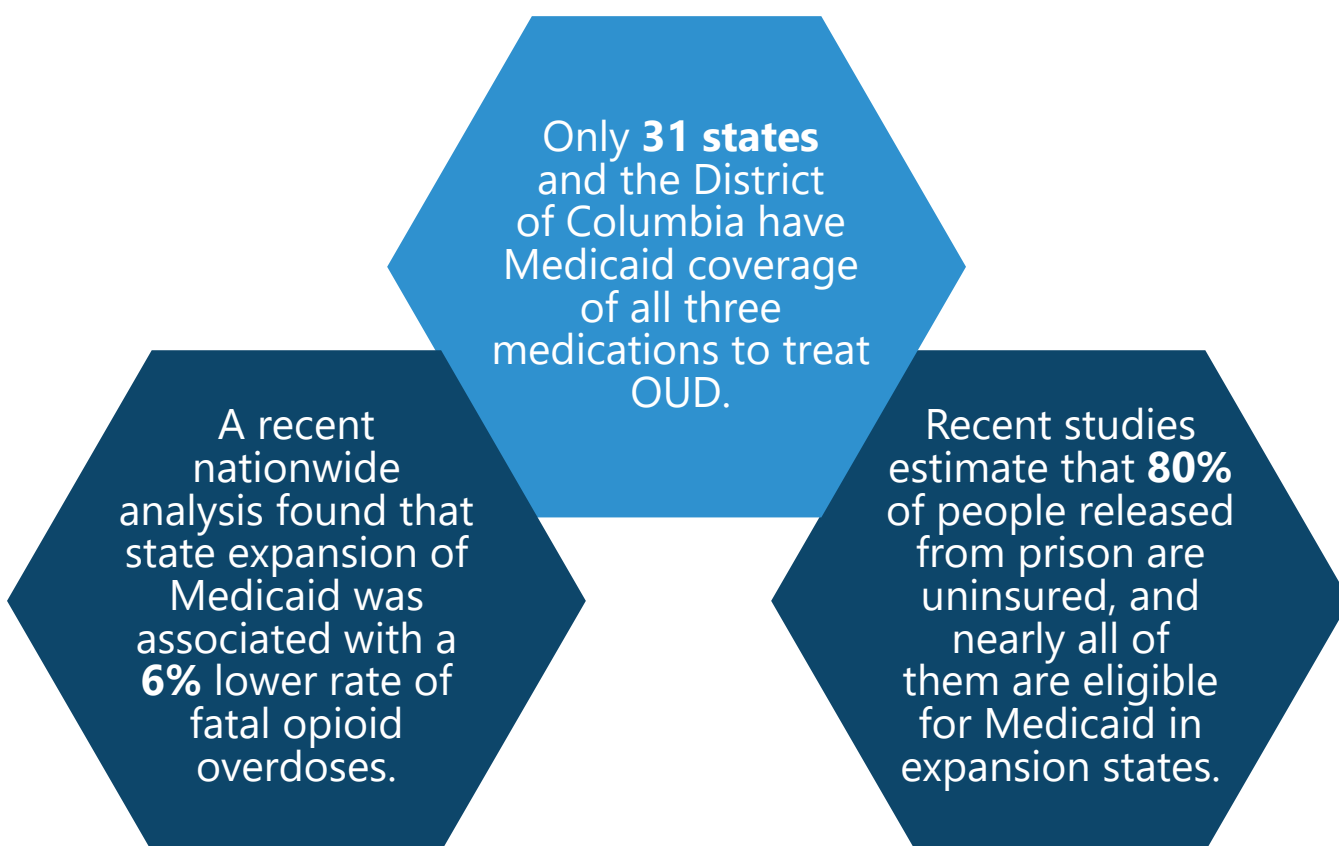 Only 31 states
and the District
of Columbia have
Medicaid coverage
of all three
medications to treat
OUD.
A recent
nationwide
analysis found that
state expansion of
Medicaid was
associated with a
6% lower rate of
fatal opioid
overdoses.
Recent studies
estimate that 80%
of people released
from prison are
uninsured, and
nearly all of
them are eligible
for Medicaid in
expansion states.